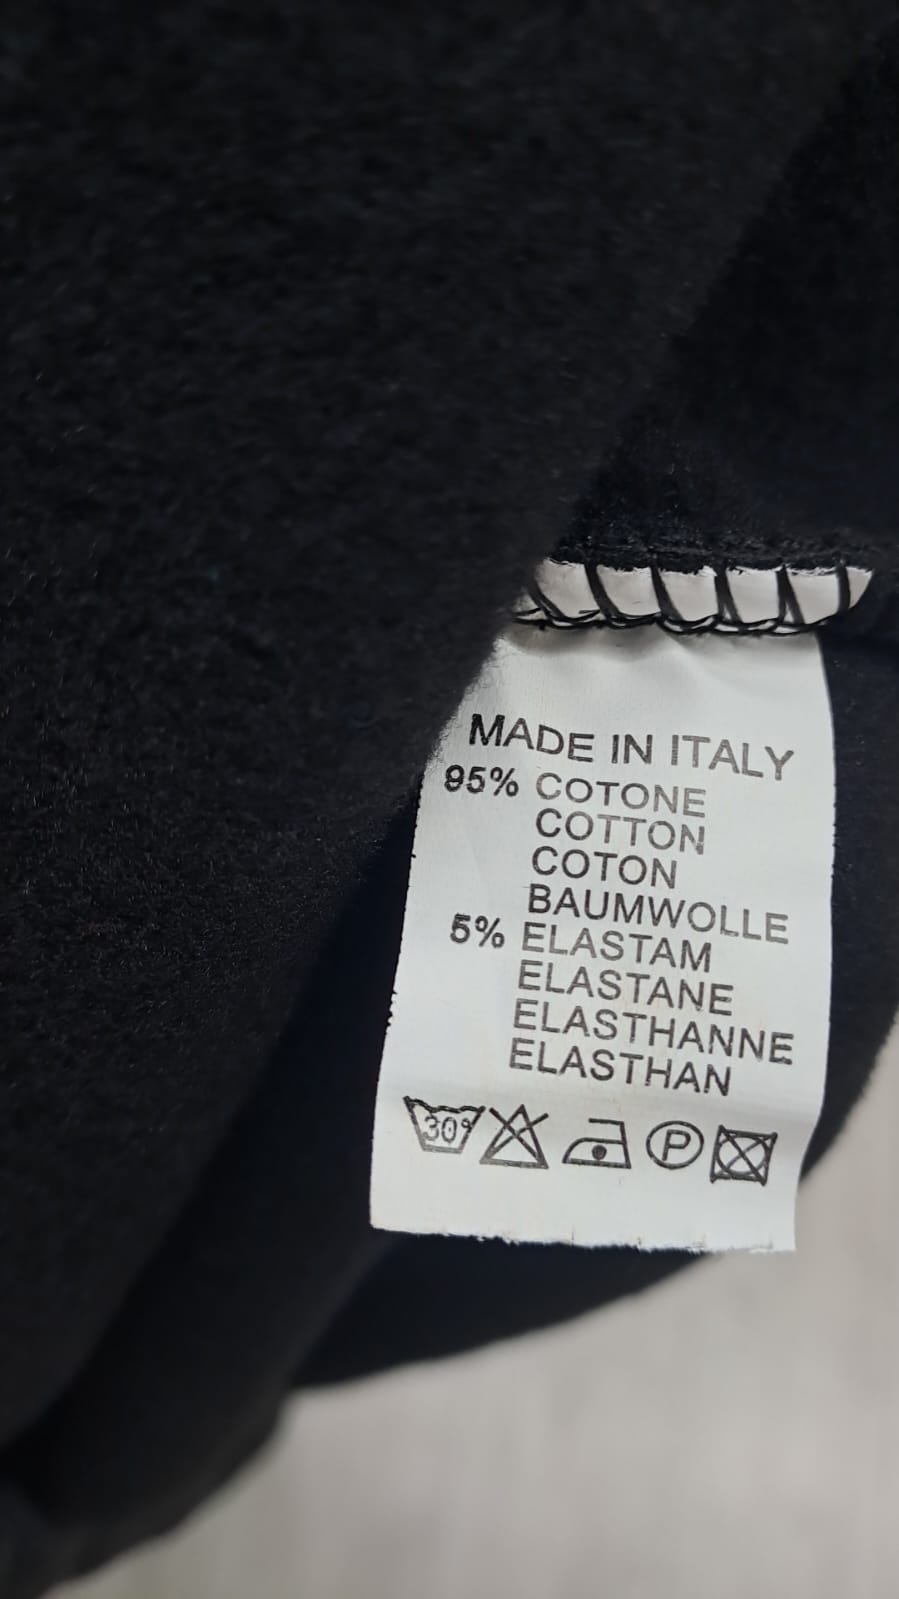 MADE IN ITALY
95% COTONE
COTTON
COTON
BAUMWOLLE
5% ELASTAM
ELASTANE
ELASTHANNE
ELASTHAN
30° P